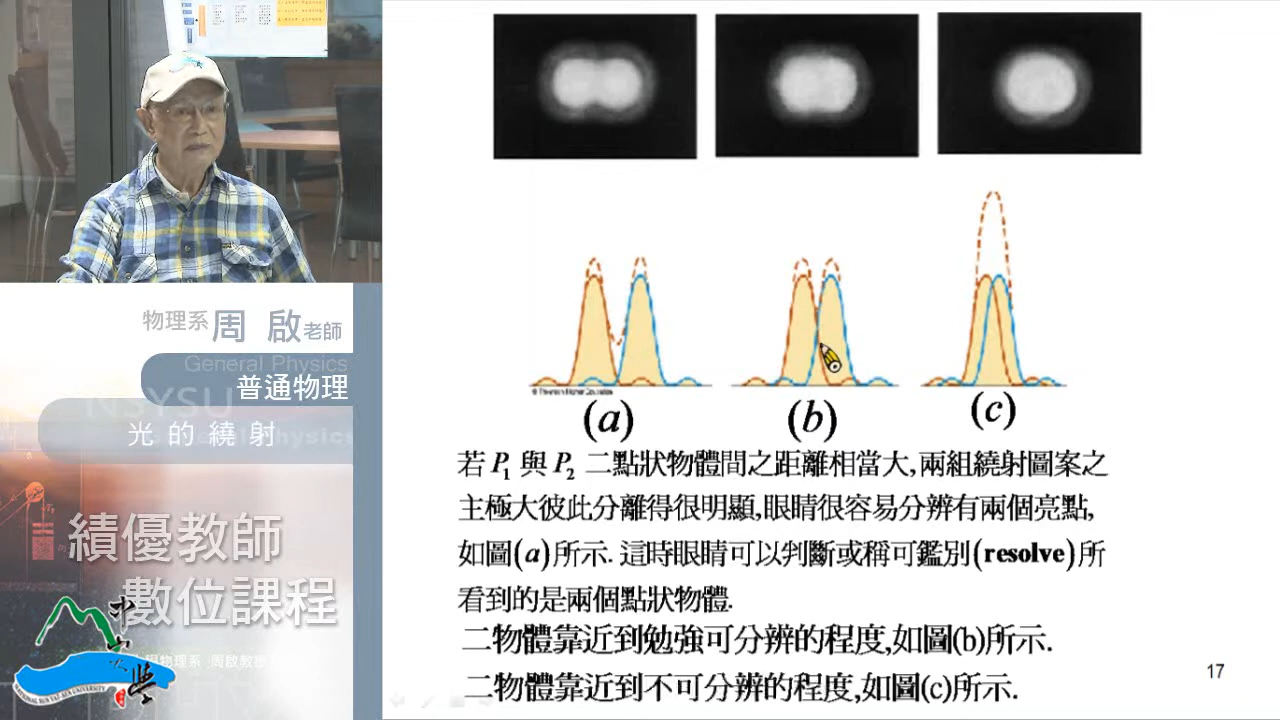 物理系 周 啟 老師
General Physics
普通物理
NSYSU
光 的 繞 射
績優教師
數位課程
(a)
(b)
(c)
若 P₁ 與 P₂ 二點狀物體間之距離相當大,兩組繞射圖案之
主極大彼此分離得很明顯,眼睛很容易分辨有兩個亮點,
如圖(a)所示. 這時眼睛可以判斷或稱可鑑別(resolve)所
看到的是兩個點狀物體.
二物體靠近到勉強可分辨的程度,如圖(b)所示.
二物體靠近到不可分辨的程度,如圖(c)所示.
17